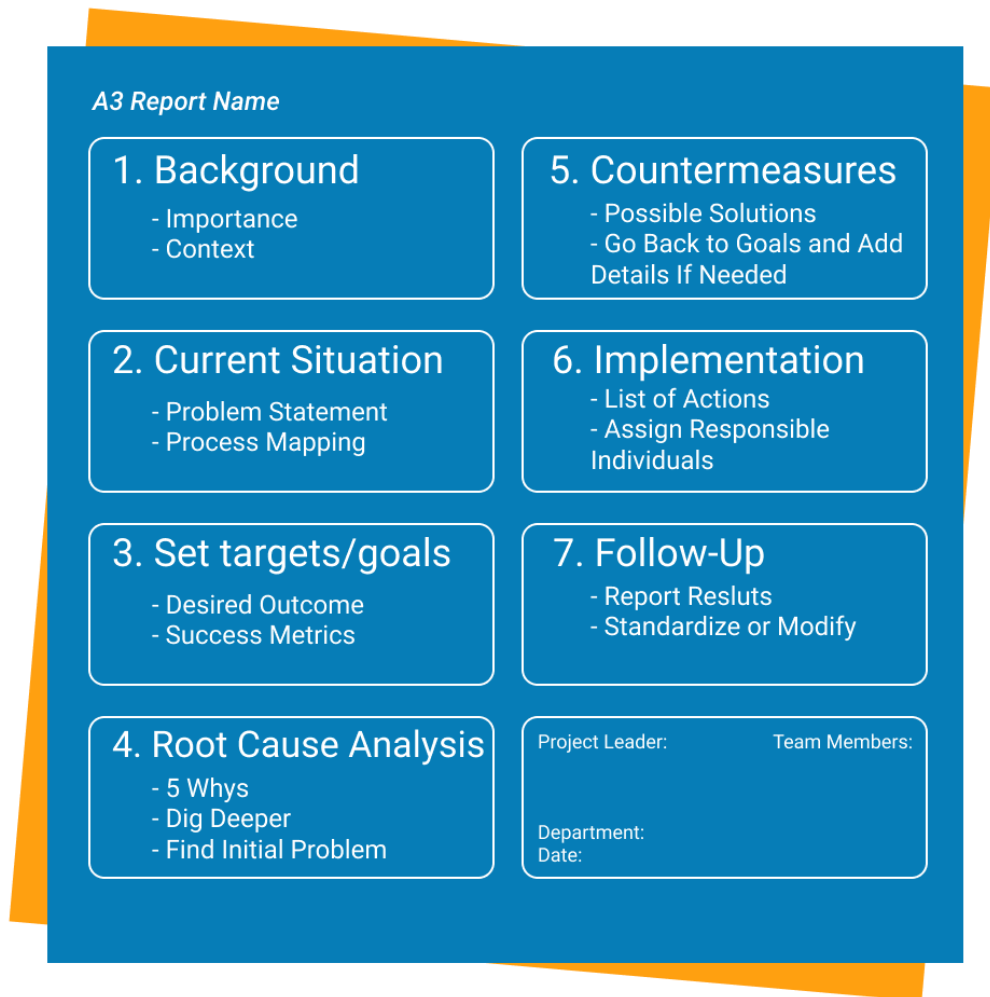 A3 Report Name
1. Background
- Importance
- Context
2. Current Situation
- Problem Statement
- Process Mapping
3. Set targets/goals
- Desired Outcome
- Success Metrics
4. Root Cause Analysis
- 5 Whys
- Dig Deeper
- Find Initial Problem
5. Countermeasures
- Possible Solutions
- Go Back to Goals and Add
Details If Needed
6. Implementation
- List of Actions
- Assign Responsible
Individuals
7. Follow-Up
- Report Resluts
- Standardize or Modify
Project Leader: Team Members:
Department:
Date: